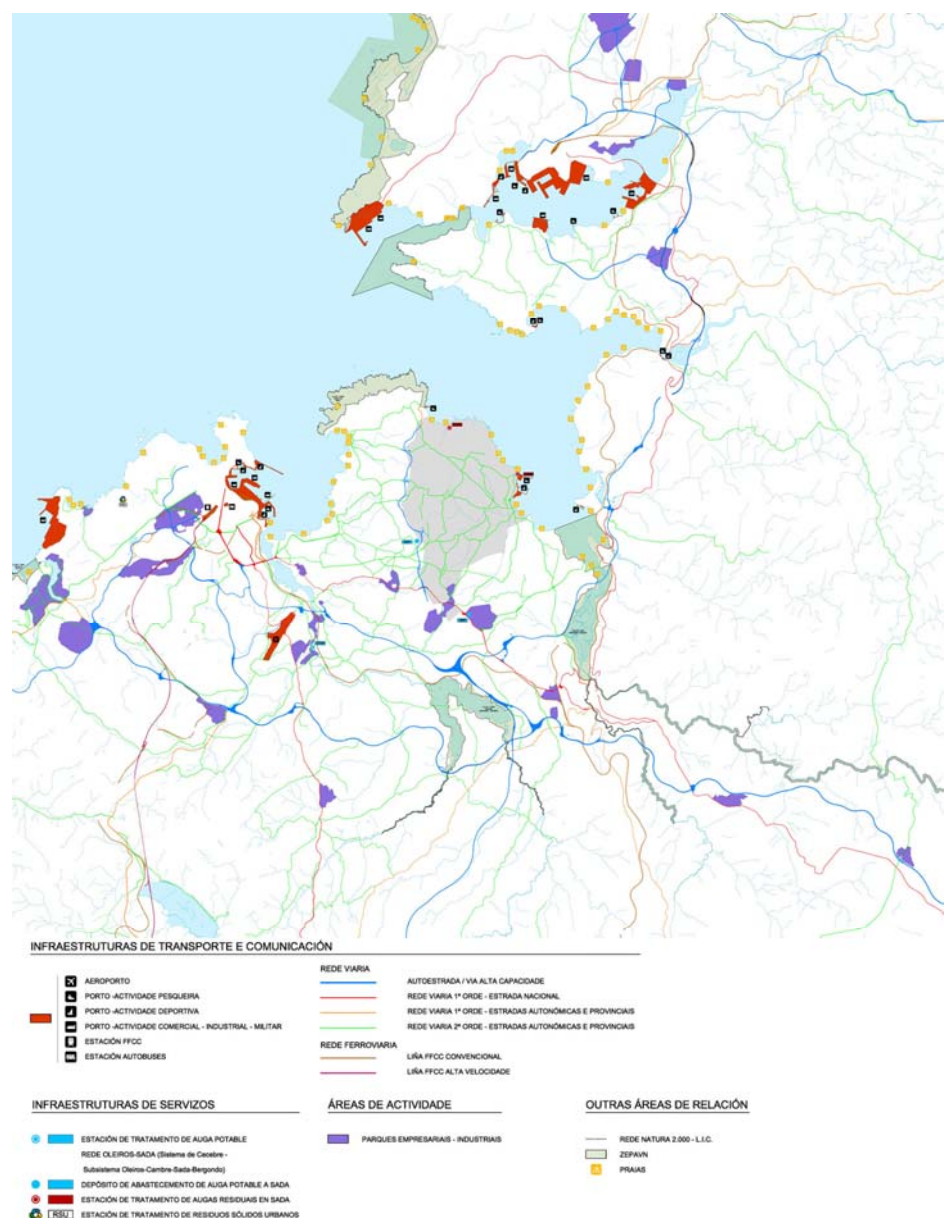 INFRAESTRUTURAS DE TRANSPORTE E COMUNICACIÓN
AEROPORTO
PORTO -ACTIVIDADE PESQUEIRA
PORTO -ACTIVIDADE DEPORTIVA
PORTO -ACTIVIDADE COMERCIAL - INDUSTRIAL - MILITAR
ESTACIÓN FFCC
ESTACIÓN AUTOBUSES
REDE VIARIA
AUTOESTRADA / VIA ALTA CAPACIDADE
REDE VIARIA 1º ORDE - ESTRADA NACIONAL
REDE VIARIA 1º ORDE - ESTRADAS AUTONÓMICAS E PROVINCIAIS
REDE VIARIA 2º ORDE - ESTRADAS AUTONÓMICAS E PROVINCIAIS
REDE FERROVIARIA
LIÑA FFCC CONVENCIONAL
LIÑA FFCC ALTA VELOCIDADE
INFRAESTRUTURAS DE SERVIZOS
ESTACIÓN DE TRATAMENTO DE AUGA POTABLE
REDE OLEIROS-SADA (Sistema de Cecebre -
Subsistema Oleiros-Cambre-Sada-Bergondo)
DEPÓSITO DE ABASTECEMENTO DE AUGA POTABLE A SADA
ESTACIÓN DE TRATAMENTO DE AUGAS RESIDUAIS EN SADA
RSU ESTACIÓN DE TRATAMENTO DE RESIDUOS SÓLIDOS URBANOS
ÁREAS DE ACTIVIDADE
PARQUES EMPRESARIAIS - INDUSTRIAIS
OUTRAS ÁREAS DE RELACIÓN
REDE NATURA 2.000 - L.I.C.
ZEPAVN
PRAIAS